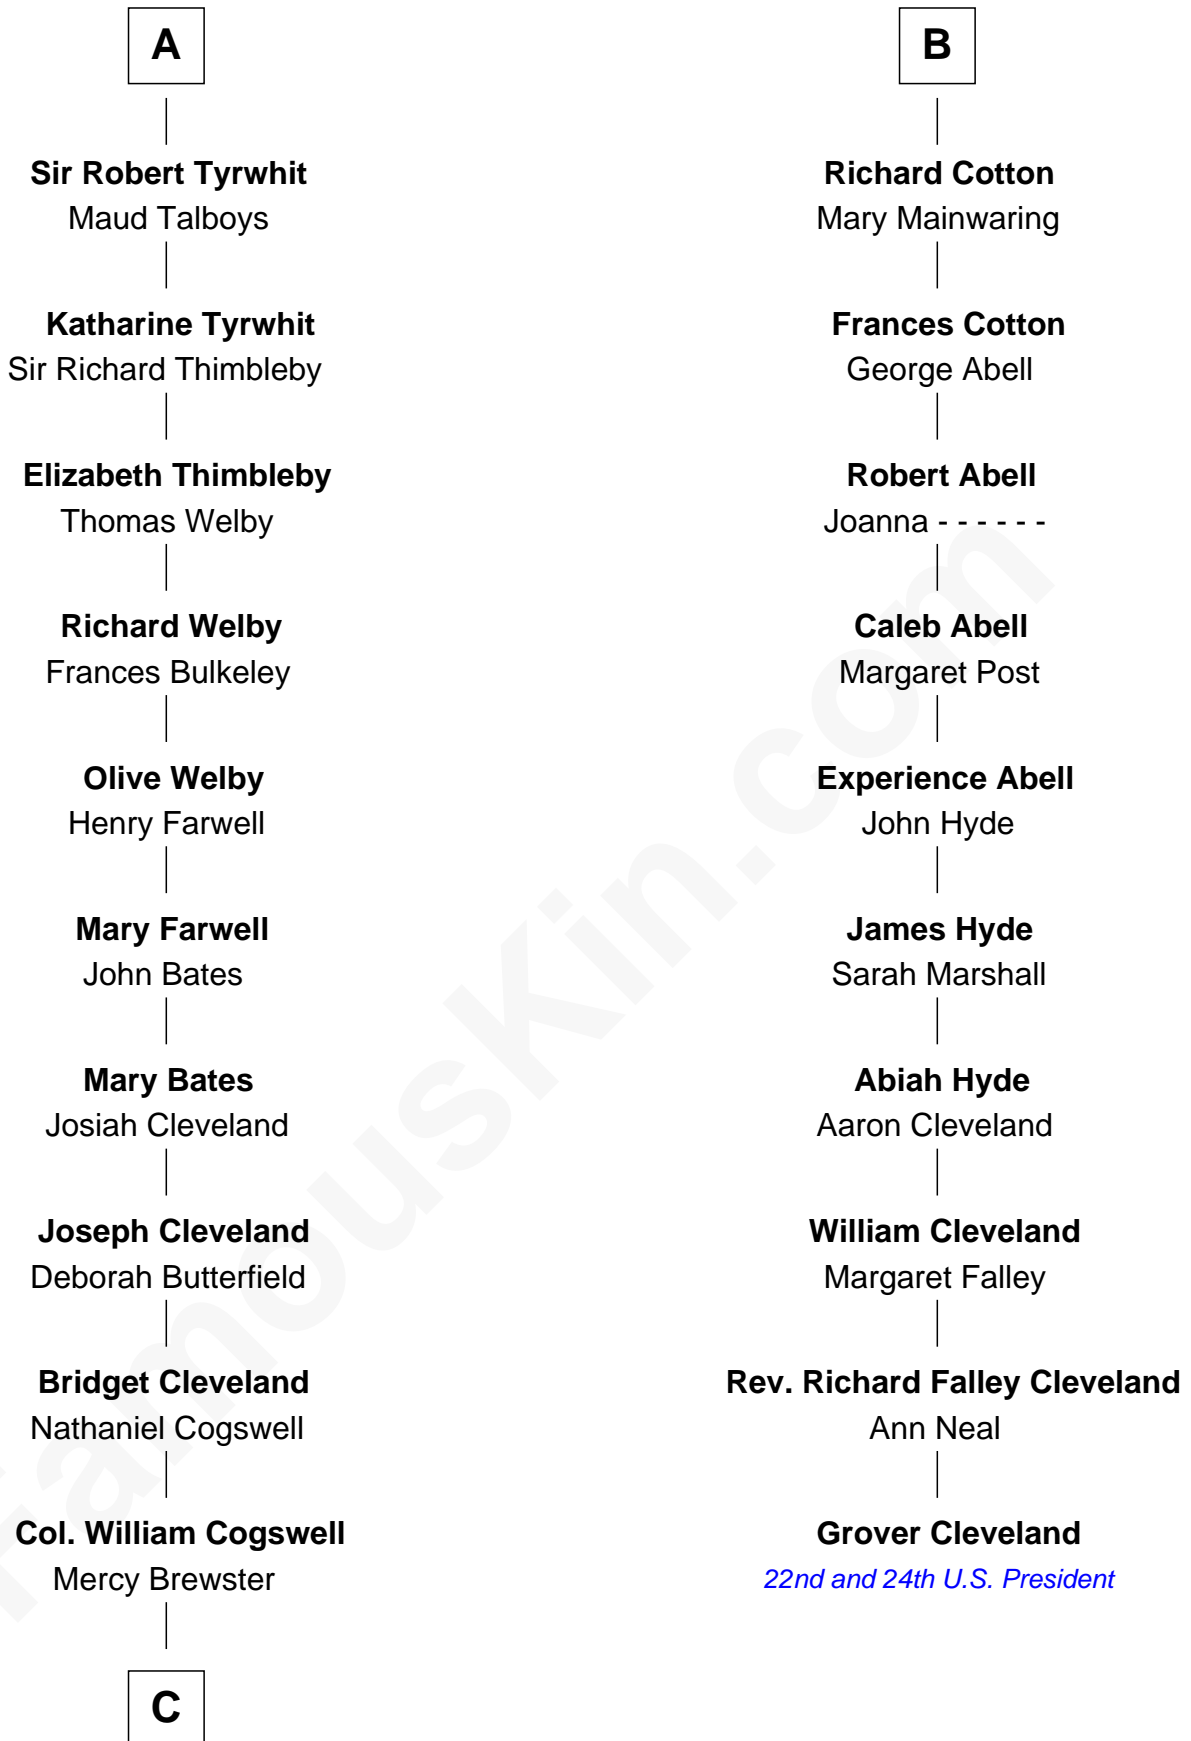 A
Sir Robert Tyrwhit
Maud Talboys
Katharine Tyrwhit
Sir Richard Thimbleby
Elizabeth Thimbleby
Thomas Welby
Richard Welby
Frances Bulkeley
Olive Welby
Henry Farwell
Mary Farwell
John Bates
Mary Bates
Josiah Cleveland
Joseph Cleveland
Deborah Butterfield
Bridget Cleveland
Nathaniel Cogswell
Col. William Cogswell
Mercy Brewster
C
B
Richard Cotton
Mary Mainwaring
Frances Cotton
George Abell
Robert Abell
Joanna - - - - - -
Caleb Abell
Margaret Post
Experience Abell
John Hyde
James Hyde
Sarah Marshall
Abiah Hyde
Aaron Cleveland
William Cleveland
Margaret Falley
Rev. Richard Falley Cleveland
Ann Neal
Grover Cleveland
22nd and 24th U.S. President
FamousKin.com